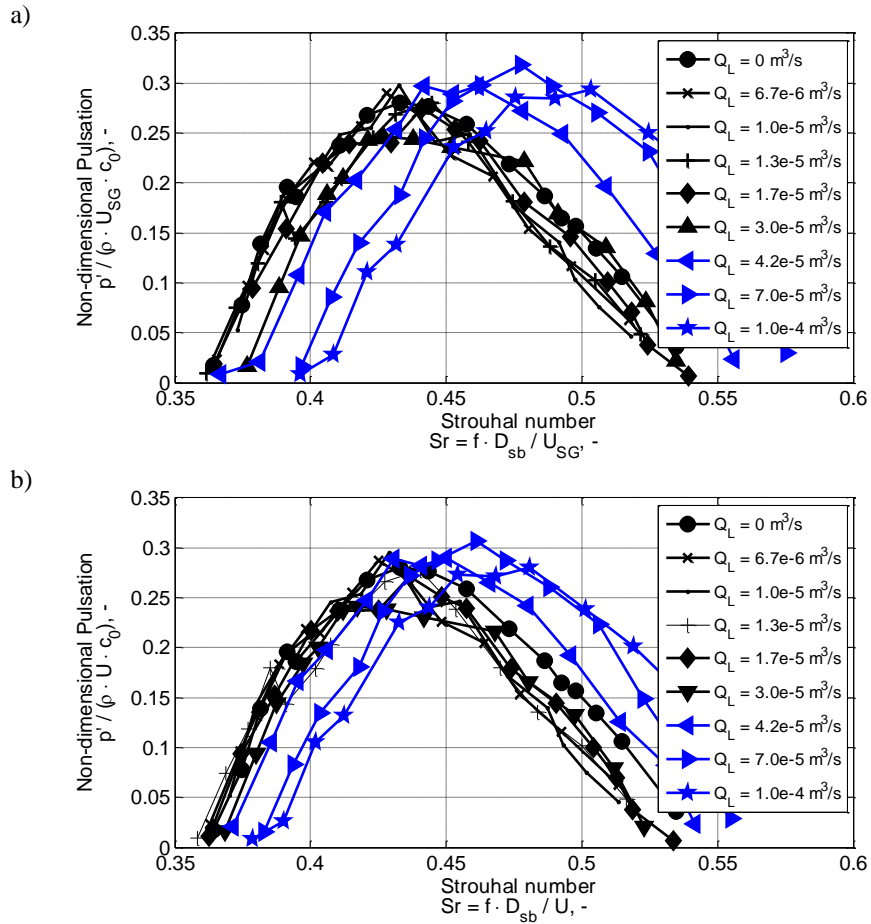 a)
0.35
0.3
0.25
0.2
0.15
0.1
0.05
0
Non-dimensional Pulsation
p' / (ρ · U_SG · c_0), -
0.35
0.4
0.45
0.5
0.55
0.6
Strouhal number
Sr = f · D_sb / U_SG, -
Q_L = 0 m³/s
Q_L = 6.7e-6 m³/s
Q_L = 1.0e-5 m³/s
Q_L = 1.3e-5 m³/s
Q_L = 1.7e-5 m³/s
Q_L = 3.0e-5 m³/s
Q_L = 4.2e-5 m³/s
Q_L = 7.0e-5 m³/s
Q_L = 1.0e-4 m³/s
b)
0.35
0.3
0.25
0.2
0.15
0.1
0.05
0
Non-dimensional Pulsation
p' / (ρ · U · c_0), -
0.35
0.4
0.45
0.5
0.55
0.6
Strouhal number
Sr = f · D_sb / U, -
Q_L = 0 m³/s
Q_L = 6.7e-6 m³/s
Q_L = 1.0e-5 m³/s
Q_L = 1.3e-5 m³/s
Q_L = 1.7e-5 m³/s
Q_L = 3.0e-5 m³/s
Q_L = 4.2e-5 m³/s
Q_L = 7.0e-5 m³/s
Q_L = 1.0e-4 m³/s